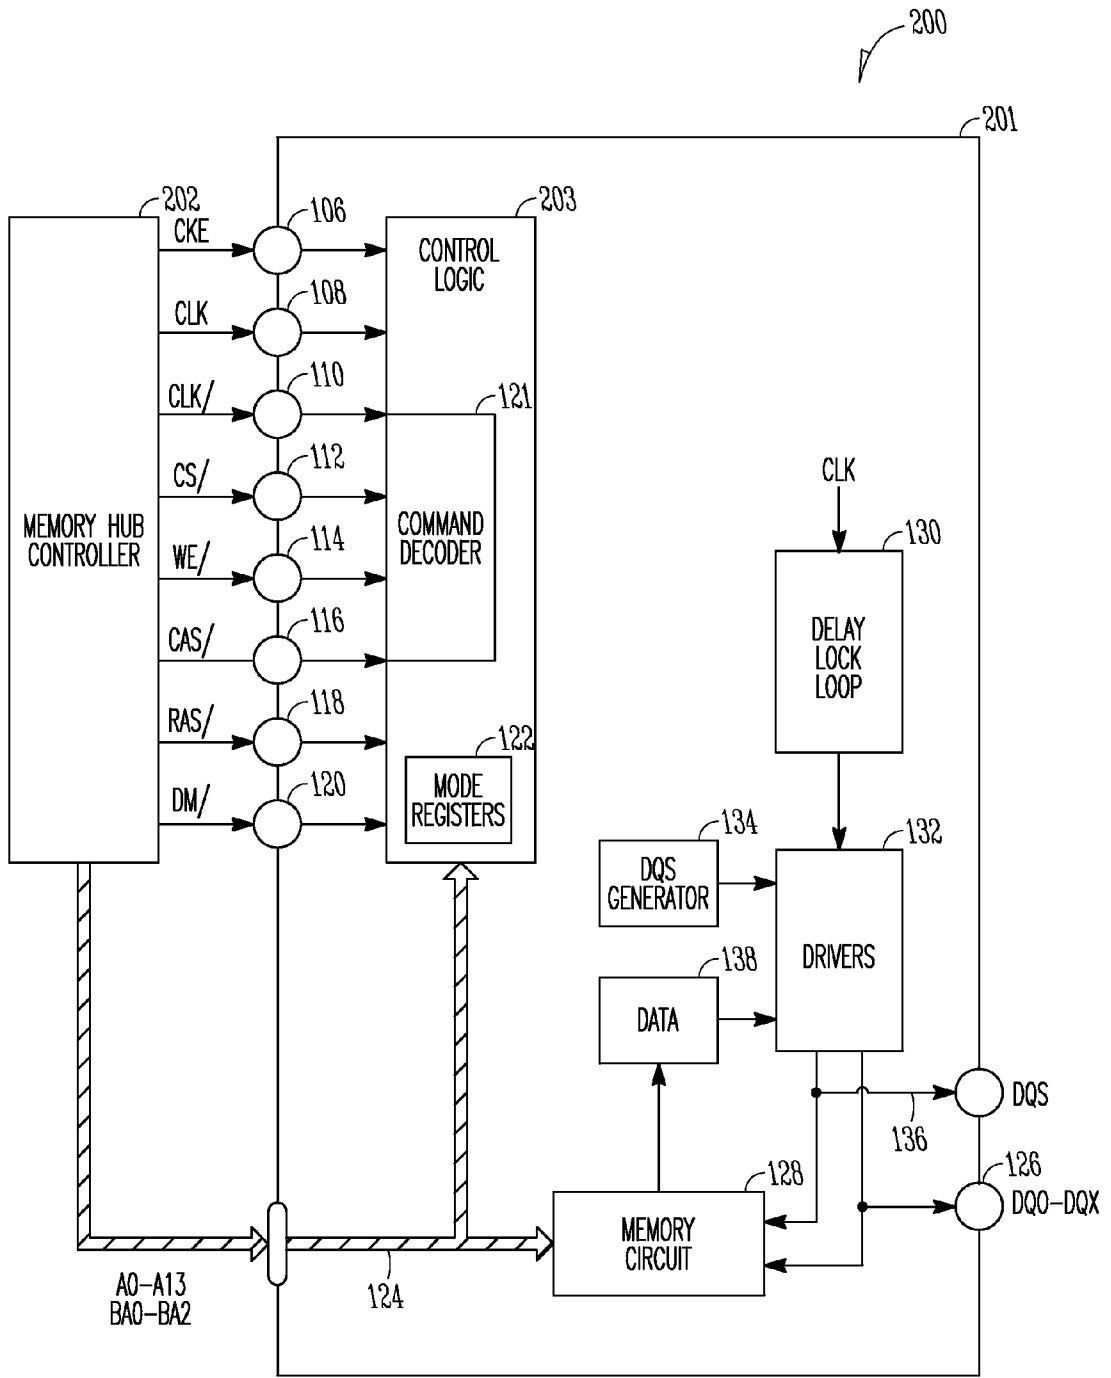 200
201
202
203
CKE
106
CONTROL
LOGIC
CLK
108
CLK/
110
121
CS/
112
CLK
MEMORY HUB
CONTROLLER
COMMAND
DECODER
WE/
114
130
CAS/
116
DELAY
LOCK
LOOP
RAS/
118
122
MODE
REGISTERS
DM/
120
134
132
DQS
GENERATOR
DRIVERS
138
DATA
DQS
136
128
126
DQ0-DQX
MEMORY
CIRCUIT
A0-A13
BA0-BA2
124